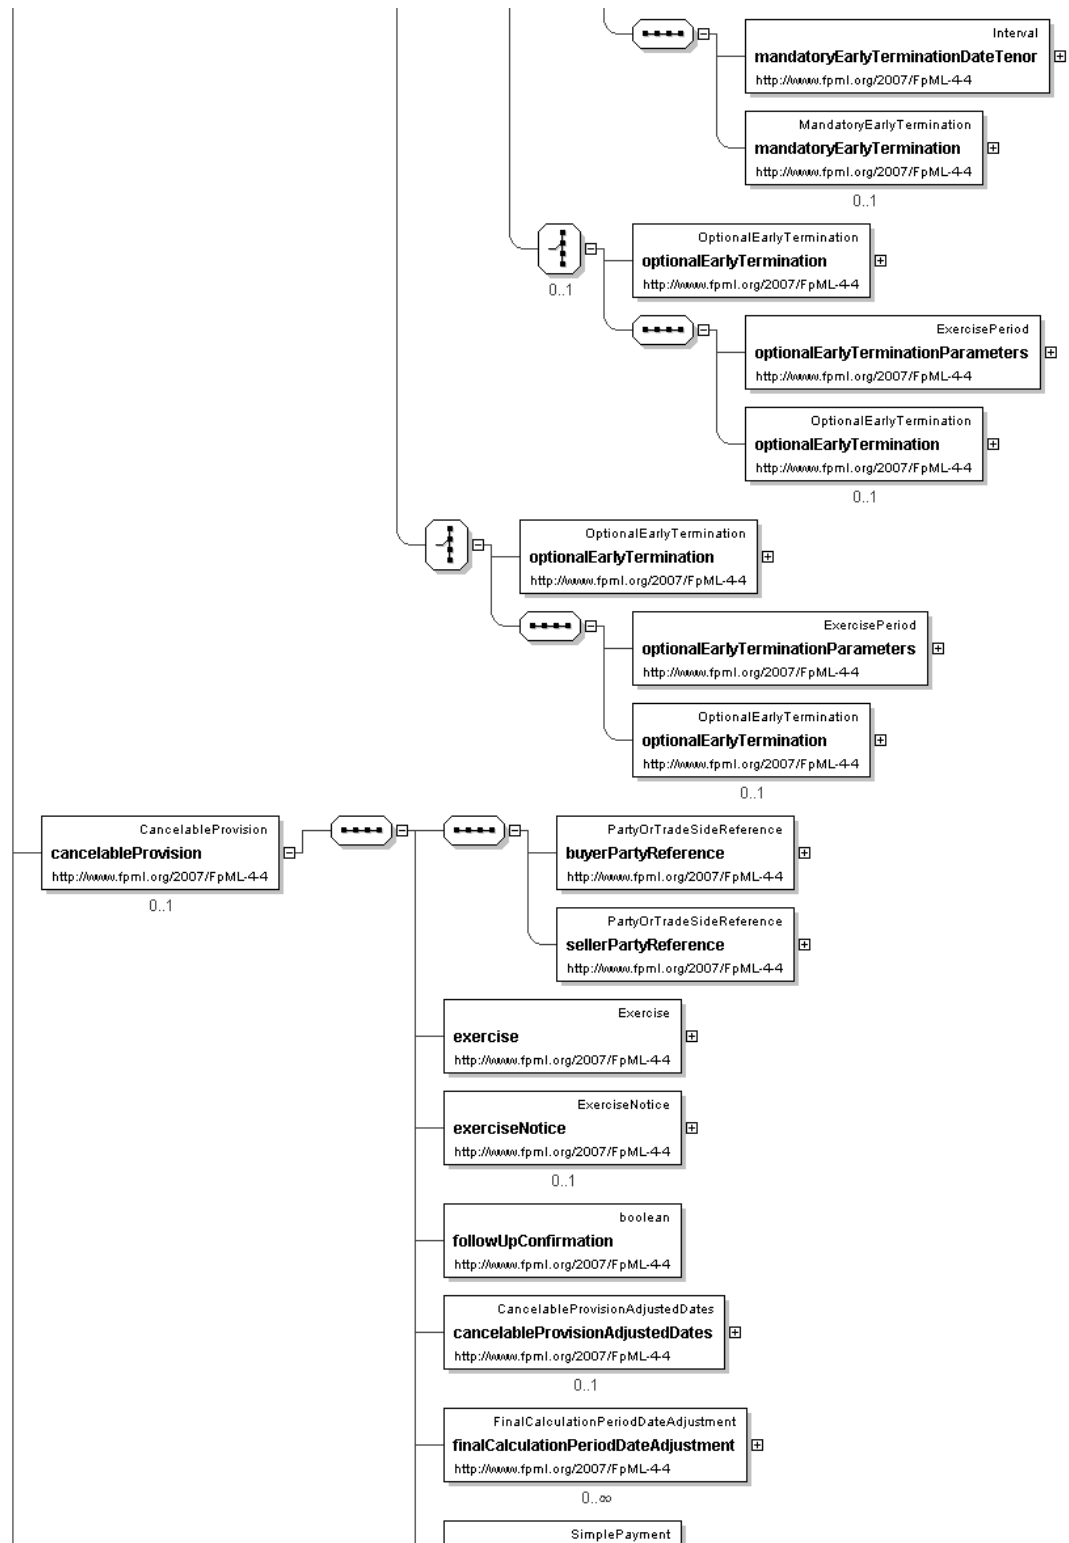 Interval
mandatoryEarlyTerminationDateTenor
http://www.fpml.org/2007/FpML-4-4
MandatoryEarlyTermination
mandatoryEarlyTermination
http://www.fpml.org/2007/FpML-4-4
0..1
OptionalEarlyTermination
optionalEarlyTermination
http://www.fpml.org/2007/FpML-4-4
0..1
ExercisePeriod
optionalEarlyTerminationParameters
http://www.fpml.org/2007/FpML-4-4
OptionalEarlyTermination
optionalEarlyTermination
http://www.fpml.org/2007/FpML-4-4
0..1
OptionalEarlyTermination
optionalEarlyTermination
http://www.fpml.org/2007/FpML-4-4
ExercisePeriod
optionalEarlyTerminationParameters
http://www.fpml.org/2007/FpML-4-4
OptionalEarlyTermination
optionalEarlyTermination
http://www.fpml.org/2007/FpML-4-4
0..1
CancelableProvision
cancelableProvision
http://www.fpml.org/2007/FpML-4-4
0..1
PartyOrTradeSideReference
buyerPartyReference
http://www.fpml.org/2007/FpML-4-4
PartyOrTradeSideReference
sellerPartyReference
http://www.fpml.org/2007/FpML-4-4
Exercise
exercise
http://www.fpml.org/2007/FpML-4-4
ExerciseNotice
exerciseNotice
http://www.fpml.org/2007/FpML-4-4
0..1
boolean
followUpConfirmation
http://www.fpml.org/2007/FpML-4-4
CancelableProvisionAdjustedDates
cancelableProvisionAdjustedDates
http://www.fpml.org/2007/FpML-4-4
0..1
FinalCalculationPeriodDateAdjustment
finalCalculationPeriodDateAdjustment
http://www.fpml.org/2007/FpML-4-4
0..∞
SimplePayment